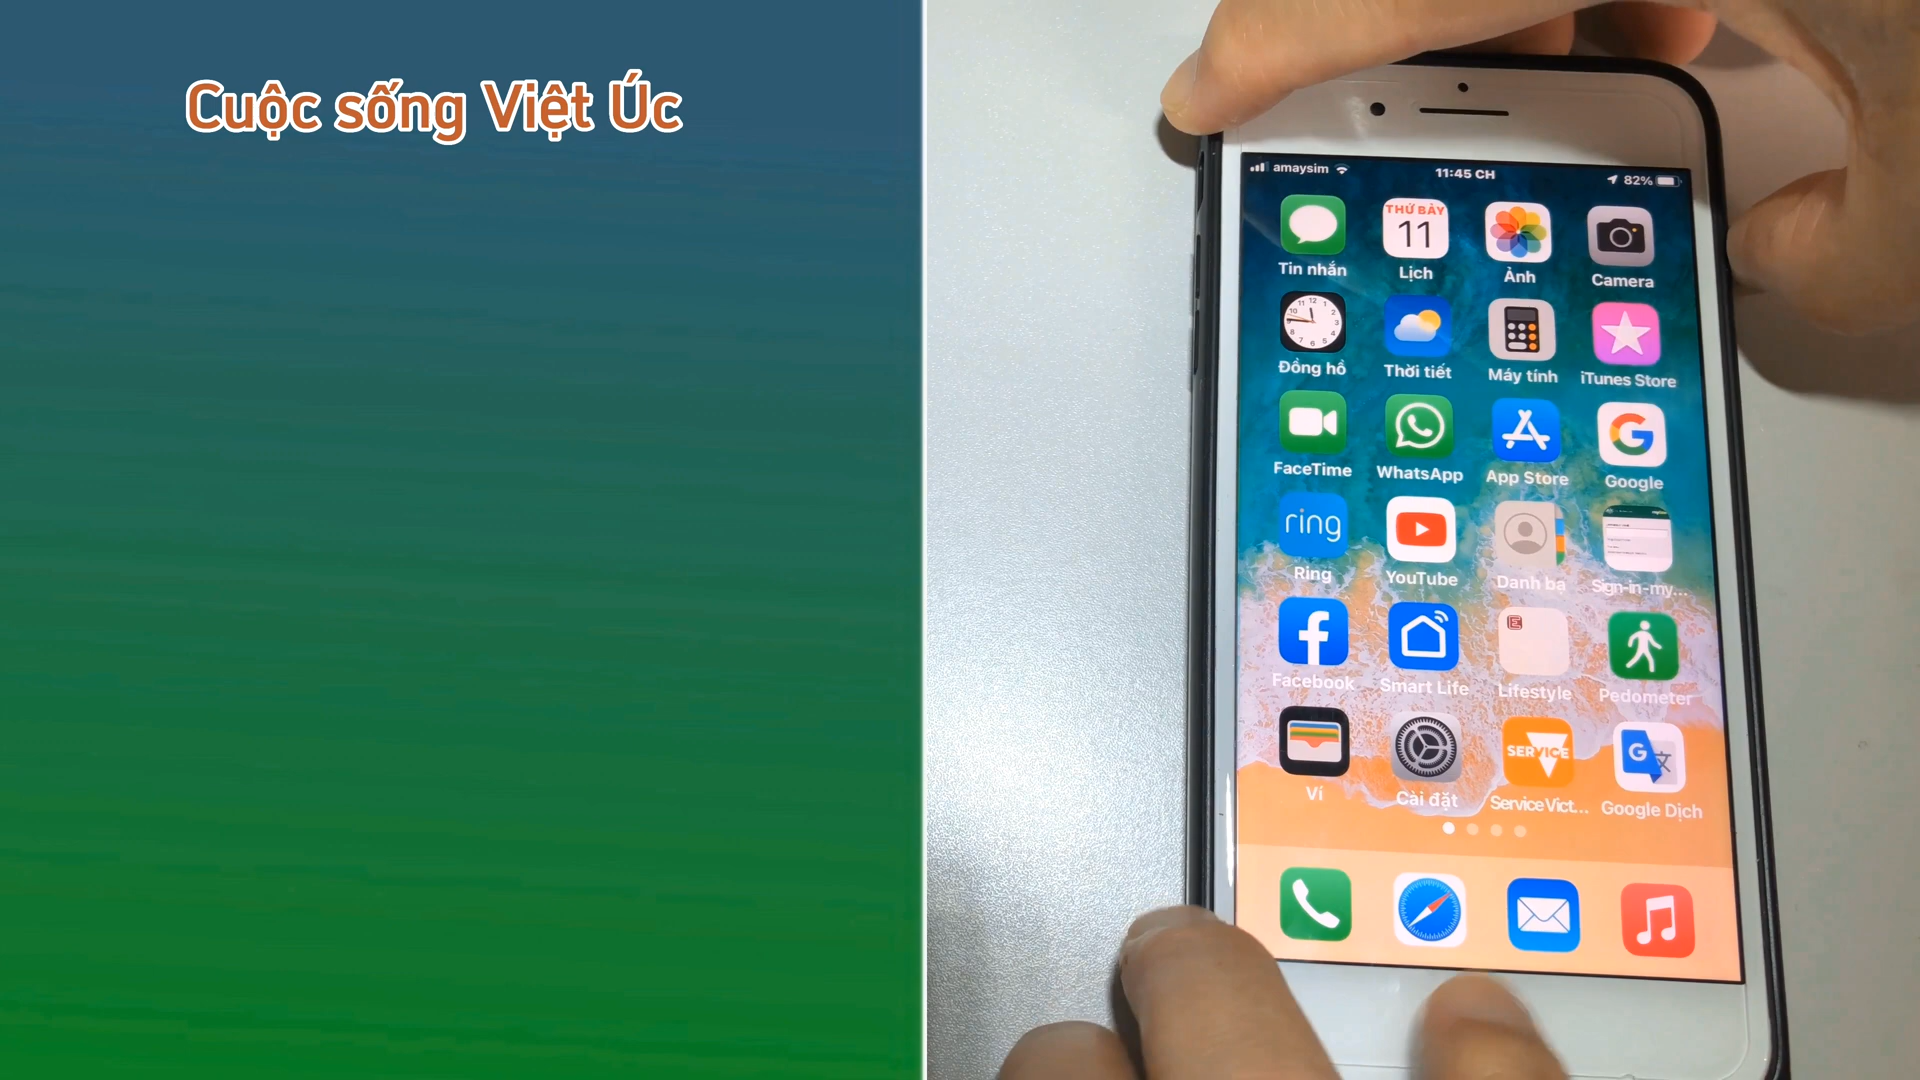 Cuộc sống Việt Úc
amaysim 11:45 CH 82%
THỨ BẢY
11
Tin nhắn Lịch Ảnh Camera
Đồng hồ Thời tiết Máy tính iTunes Store
FaceTime WhatsApp App Store Google
ring
Ring YouTube Danh bạ Sign-in-my...
Facebook Smart Life Lifestyle Pedometer
SERVICE
Ví Cài đặt Service Vict... Google Dịch